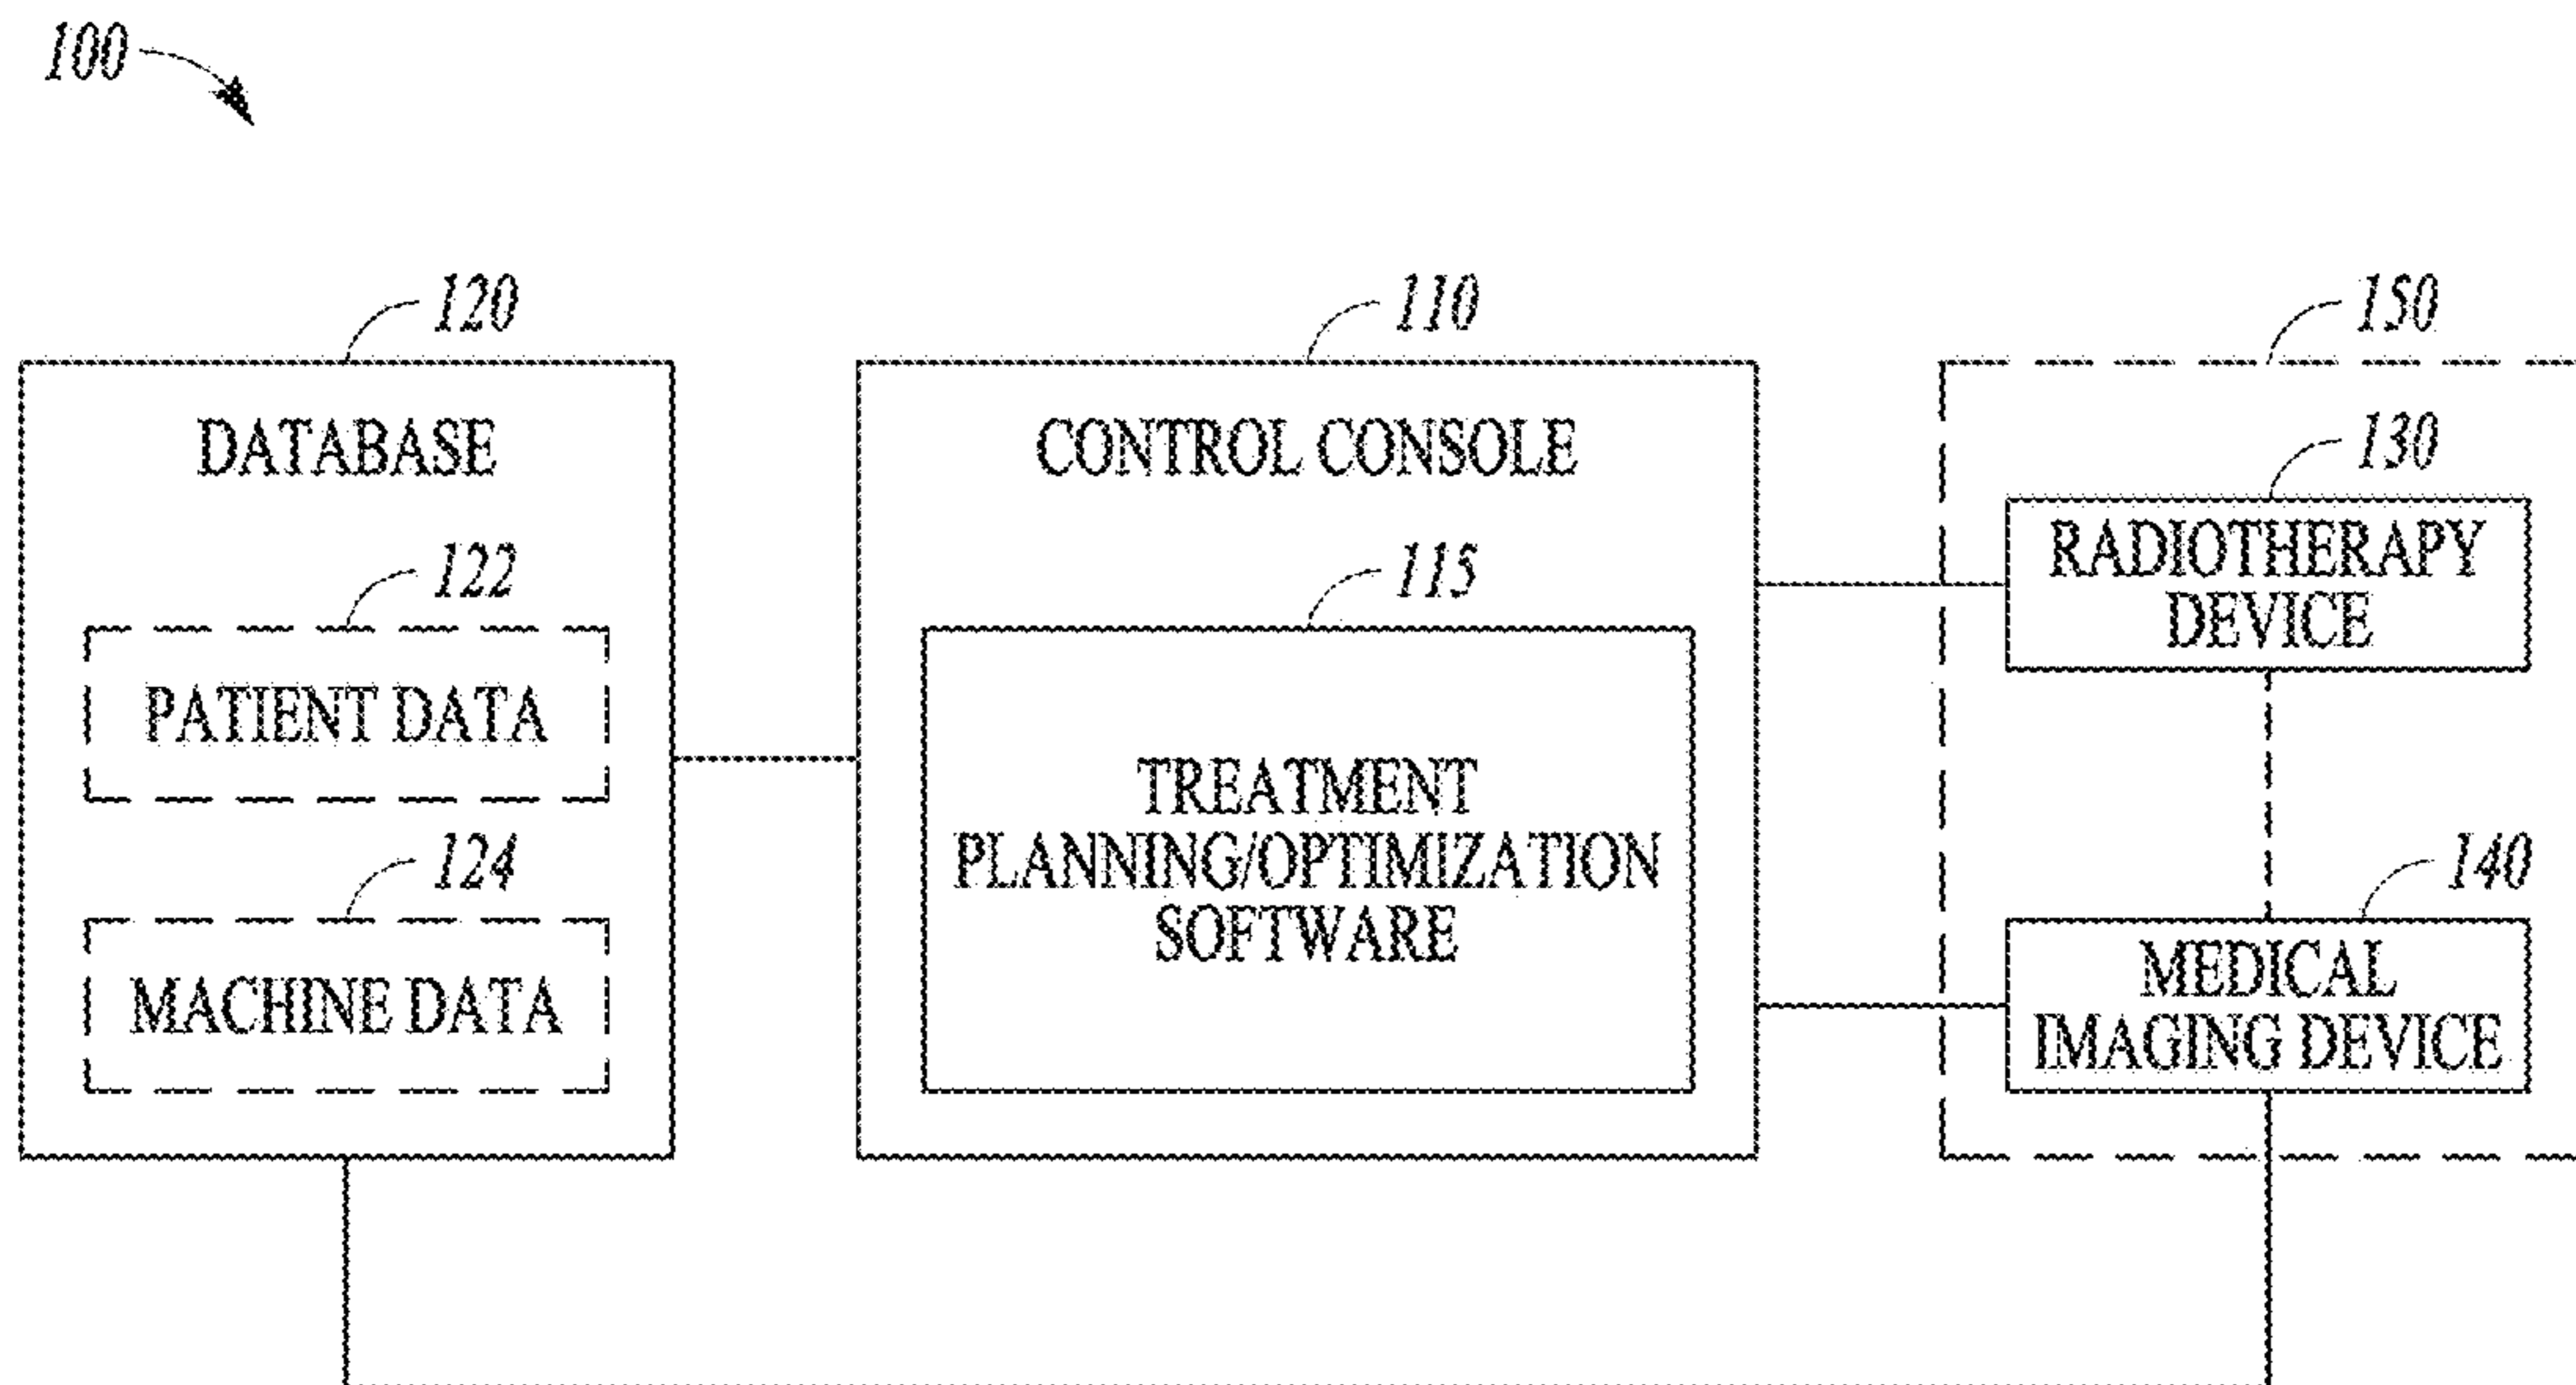 100
120
DATABASE
122
PATIENT DATA
124
MACHINE DATA
110
CONTROL CONSOLE
115
TREATMENT
PLANNING/OPTIMIZATION
SOFTWARE
150
130
RADIOTHERAPY
DEVICE
140
MEDICAL
IMAGING DEVICE